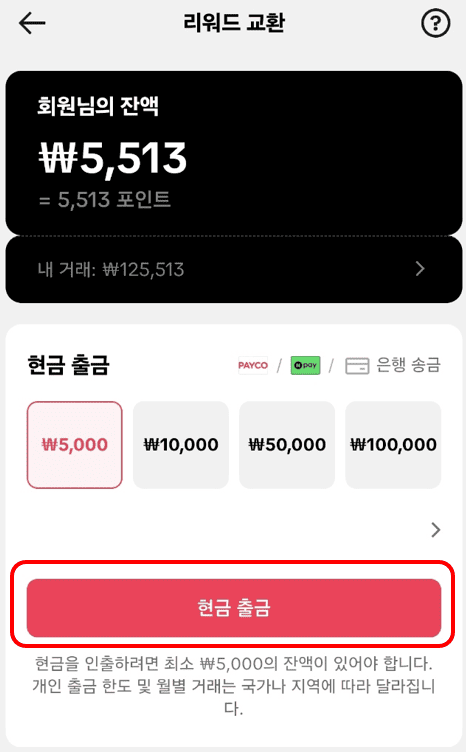 리워드 교환
회원님의 잔액
₩5,513
= 5,513 포인트
내 거래: ₩125,513
현금 출금 PAYCO / N pay / 은행 송금
₩5,000 ₩10,000 ₩50,000 ₩100,000
현금 출금
현금을 인출하려면 최소 ₩5,000의 잔액이 있어야 합니다.
개인 출금 한도 및 월별 거래는 국가나 지역에 따라 달라집니
다.